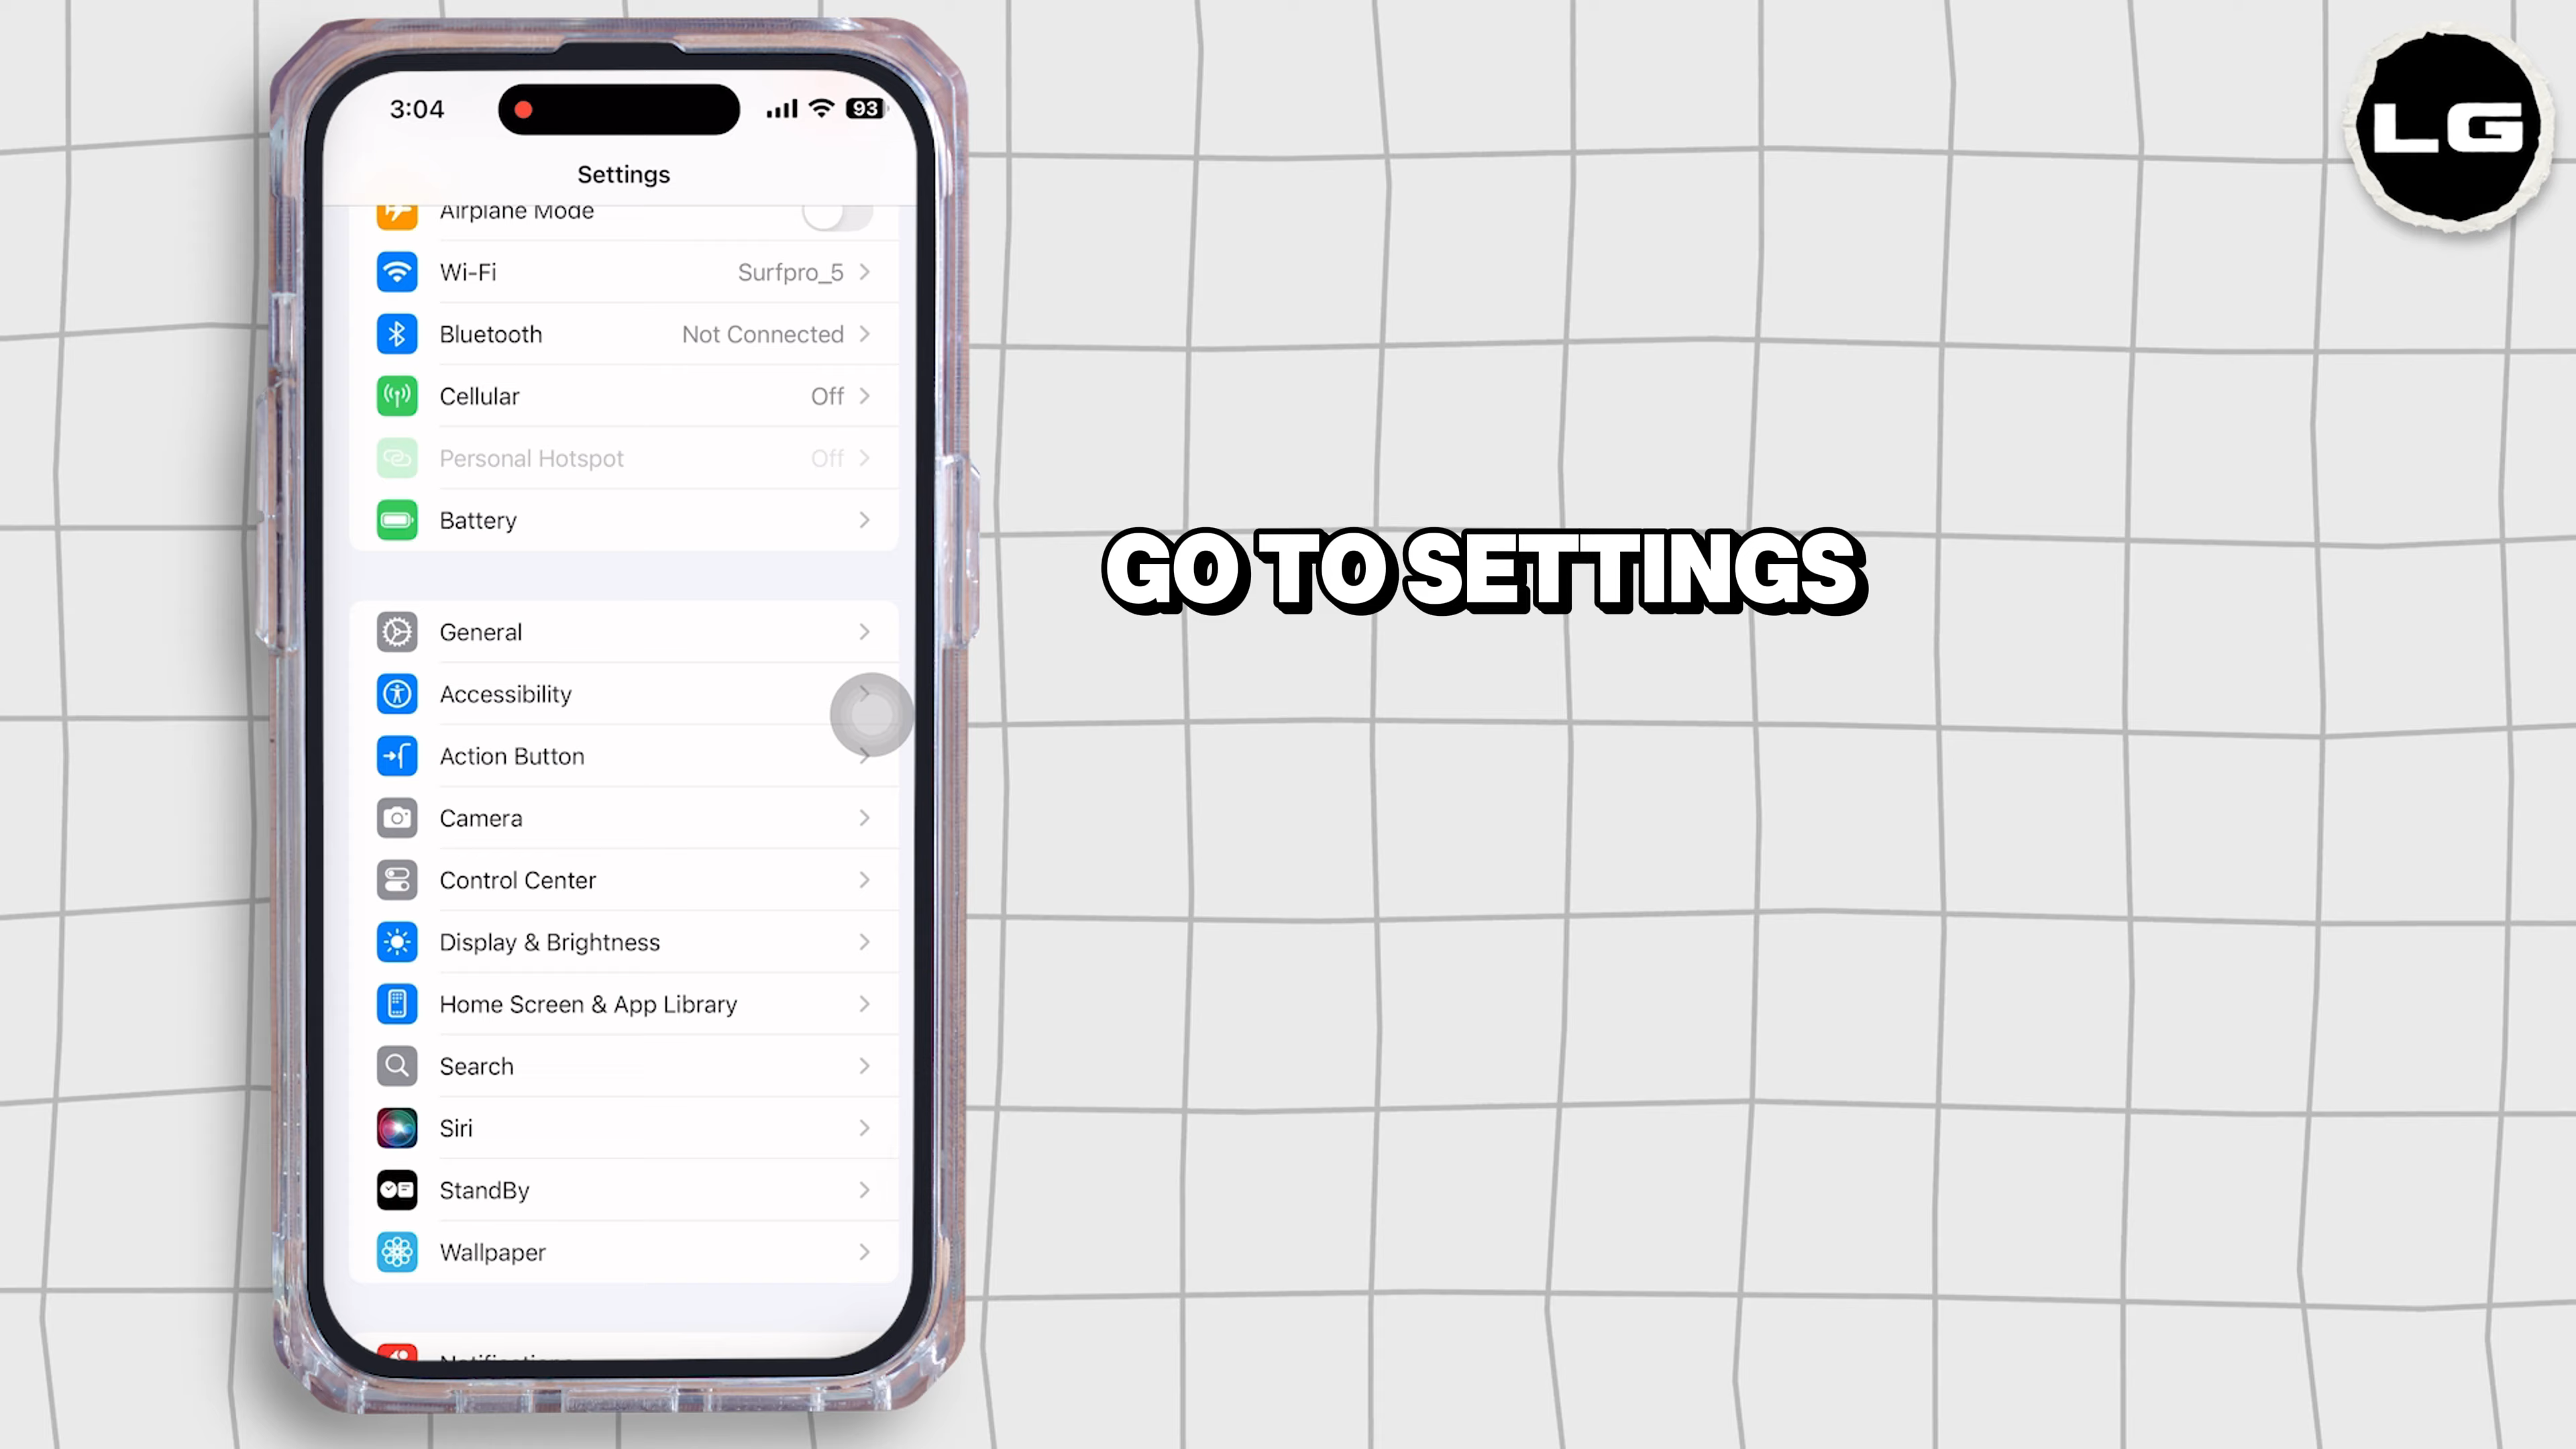 3:04
93
Settings
Airplane Mode
Wi-Fi Surfpro_5
Bluetooth Not Connected
Cellular Off
Personal Hotspot Off
Battery
General
Accessibility
Action Button
Camera
Control Center
Display & Brightness
Home Screen & App Library
Search
Siri
StandBy
Wallpaper
Notifications
GO TO SETTINGS
LG